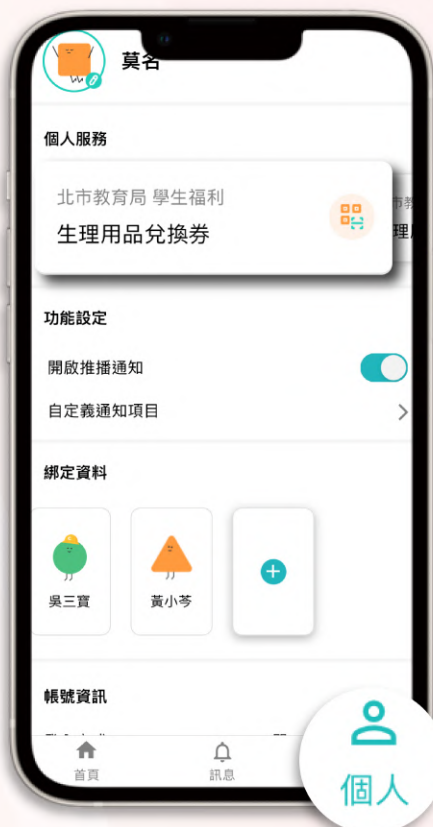 莫名
個人服務
北市教育局 學生福利
生理用品兌換券
功能設定
開啟推播通知
自定義通知項目
綁定資料
吳三寶
黃小芩
帳號資訊
首頁
訊息
個人